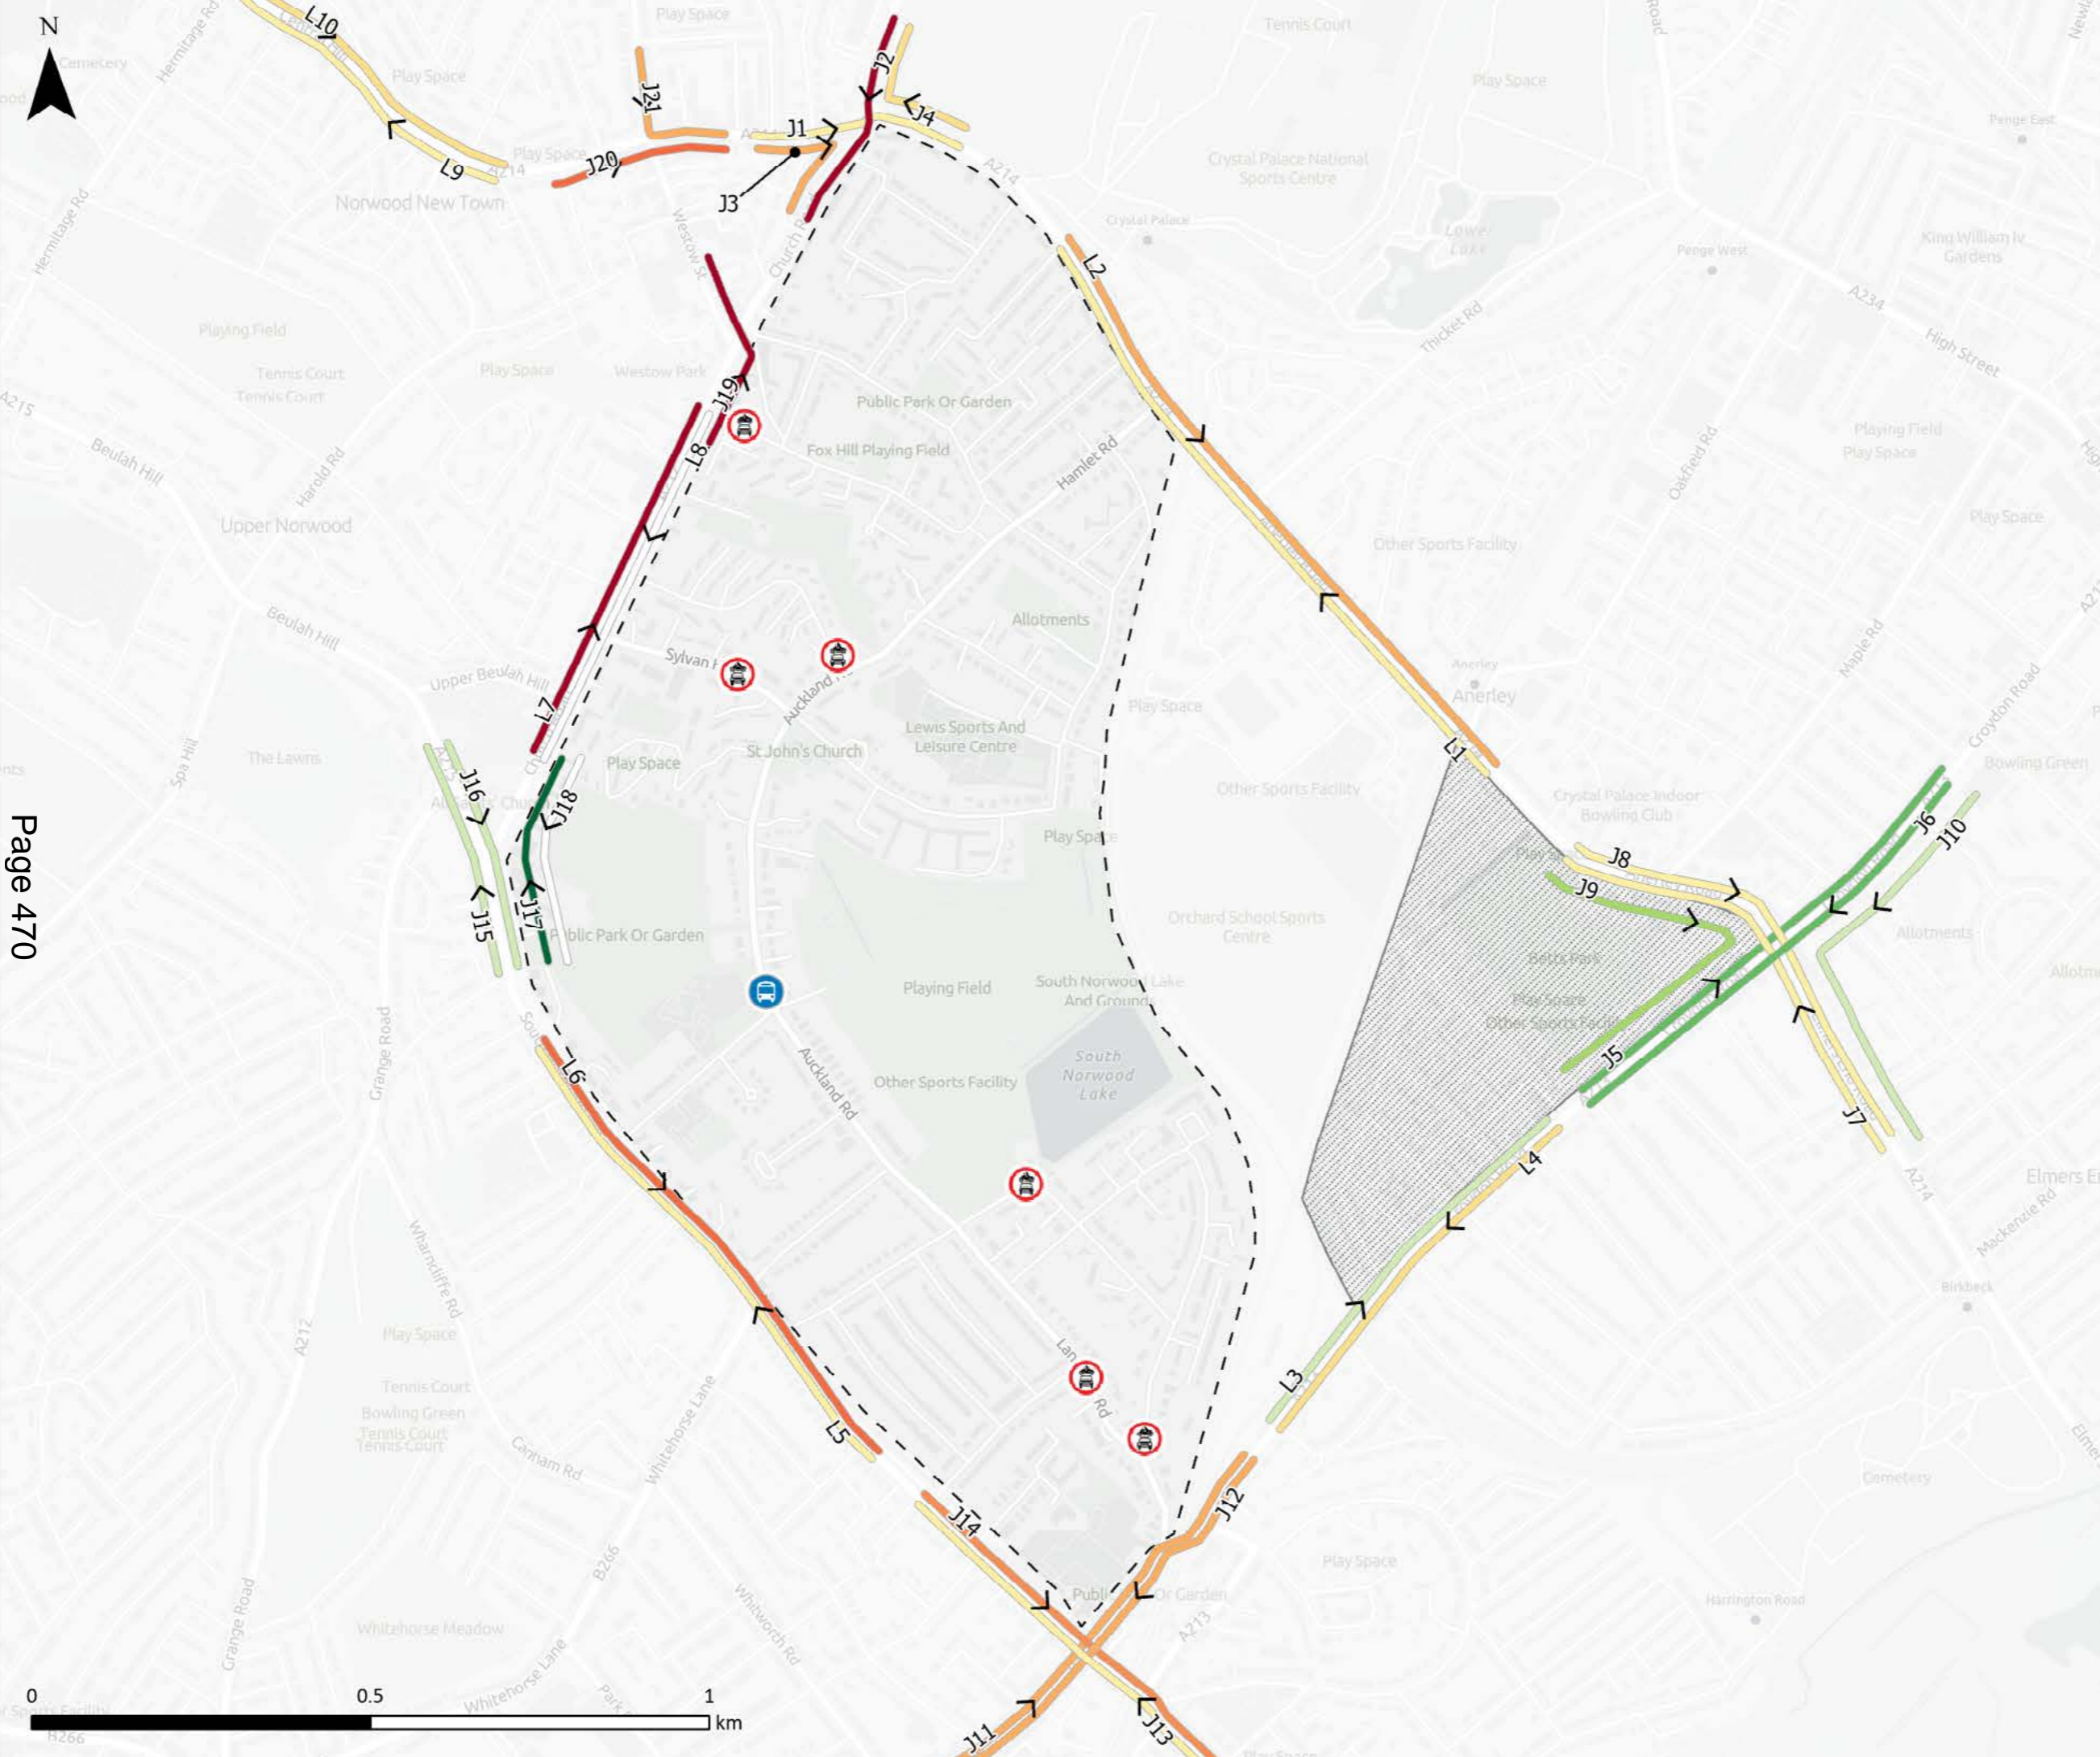 N
L10
Central Hill
Hermitage Rd
Play Space
Tennis Court
Road
Cemetery
Play Space
J21
J2
J4
Play Space
Penge East
J1
Play Space
J20
L9
A214
J3
A214
Crystal Palace National
Sports Centre
Norwood New Town
Hermitage Rd
Westow St
Church R
Crystal Palace
Lower
Lake
Penge West
King William Iv
Gardens
L2
A234
High Street
Thicket Rd
Playing Field
Tennis Court
Tennis Court
Play Space
Westow Park
J19
Public Park Or Garden
A215
Beulah Hill
Harold Rd
L8
Fox Hill Playing Field
Hamlet Rd
Oakfield Rd
Playing Field
Play Space
Upper Norwood
Play Space
Other Sports Facility
Beulah Hill
Allotments
Sylvan H
Auckland
Upper Beulah Hill
L7
Maple Rd
Anerley
Anerley
Play Space
Croydon Road
Spa Hill
The Lawns
St John's Church
Lewis Sports And
Leisure Centre
Play Space
L1
Bowling Green
Other Sports Facility
J16
J18
Crystal Palace Indoor
Bowling Club
Play Space
J6
J10
J8
J9
J15
J17
Public Park Or Garden
Orchard School Sports
Centre
Allotments
Page 470
Betts Park
Playing Field
South Norwood Lake
And Grounds
Play Space
Other Sports Facility
Grange Road
L6
Auckland Rd
Other Sports Facility
South
Norwood
Lake
J5
J7
L4
A214
Elmers E
Mackenzie Rd
Wharncliffe Rd
Birkbeck
A212
Play Space
Tennis Court
Bowling Green
Tennis Court
Tennis Court
Whitehorse Lane
Lan
Rd
L3
L5
Canham Rd
Cemetery
J14
J12
B266
Play Space
Publi
Or Garden
Harrington Road
Grange Road
Whitehorse Meadow
Whitworth Rd
A213
Whitehorse Lane
Park
0
0.5
1
km
J11
J13
Play Space